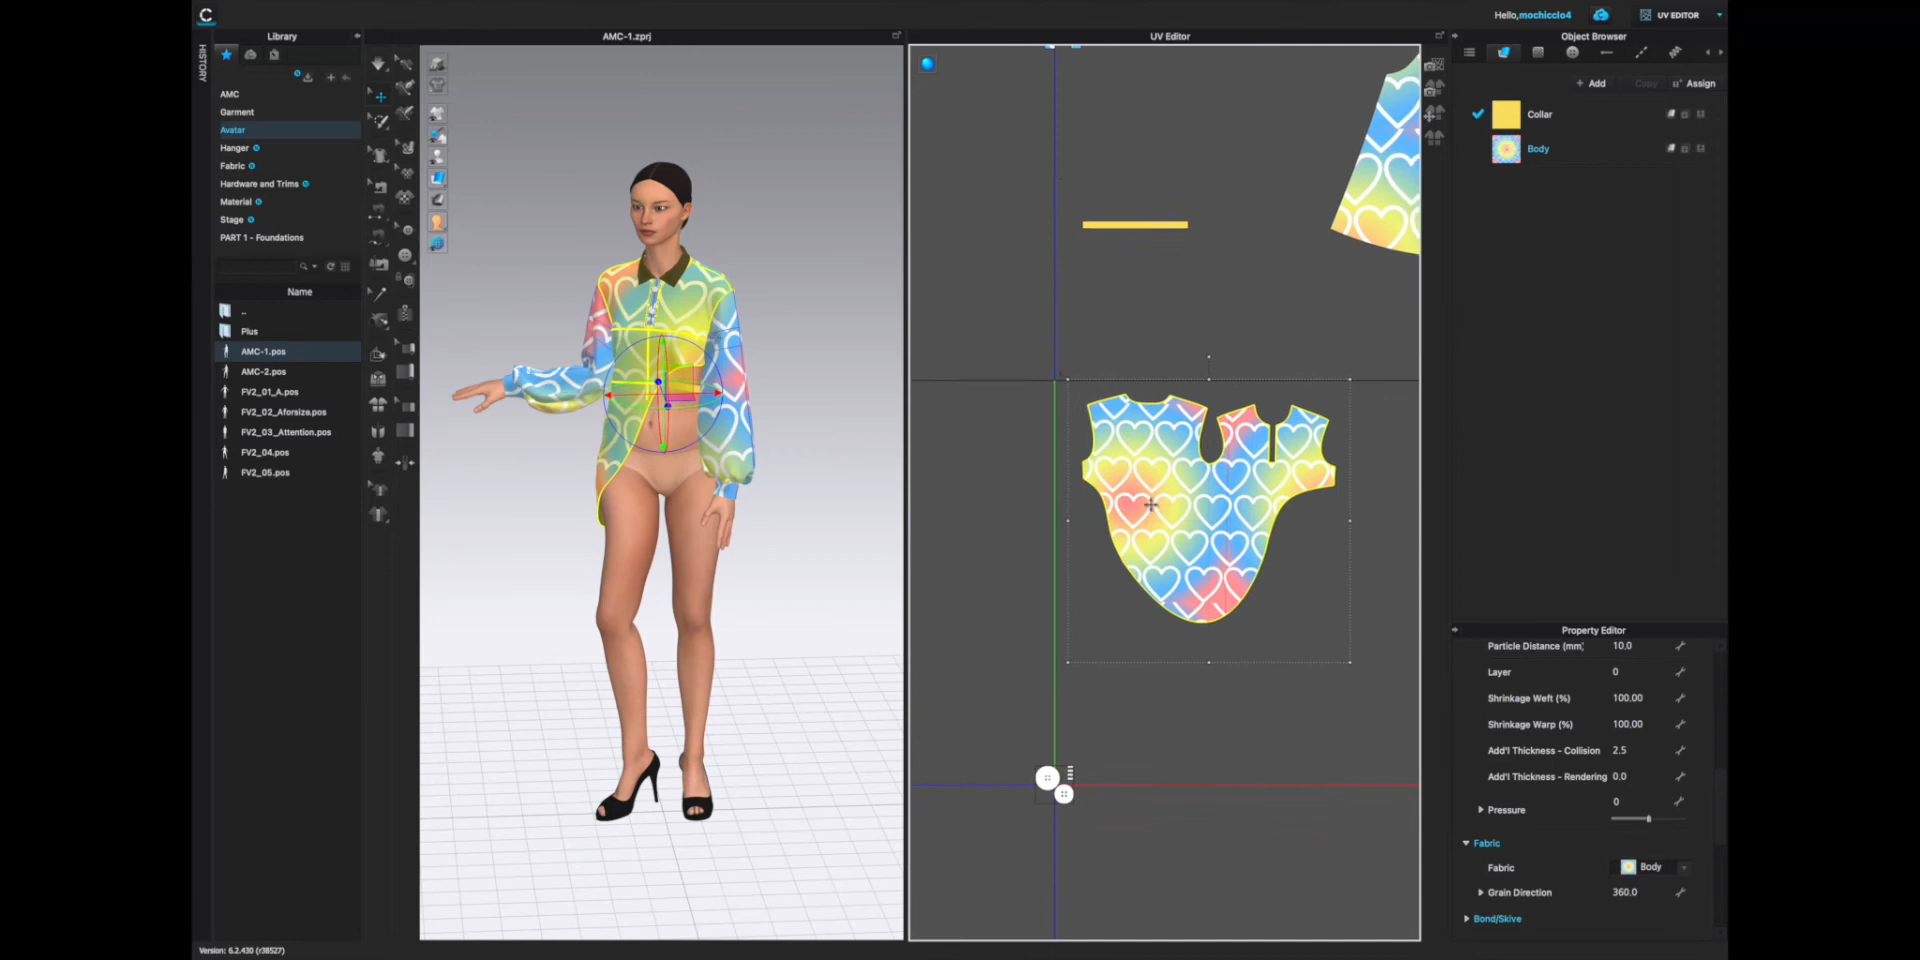 Hello, mochicclo4
UV EDITOR
HISTORY
Library
AMC-1.zprj
UV Editor
Object Browser
AMC
Garment
Avatar
Hanger
Fabric
Hardware and Trims
Material
Stage
PART 1 - Foundations
Name
..
Plus
AMC-1.pos
AMC-2.pos
FV2_01_A.pos
FV2_02_Aforsize.pos
FV2_03_Attention.pos
FV2_04.pos
FV2_05.pos
+ Add
Copy
Assign
Collar
Body
Property Editor
Particle Distance (mm) 10.0
Layer 0
Shrinkage Weft (%) 100.00
Shrinkage Warp (%) 100.00
Add'l Thickness - Collision 2.5
Add'l Thickness - Rendering 0.0
Pressure 0
Fabric
Fabric Body
Grain Direction 360.0
Bond/Skive
Version: 6.2.430 (r38527)